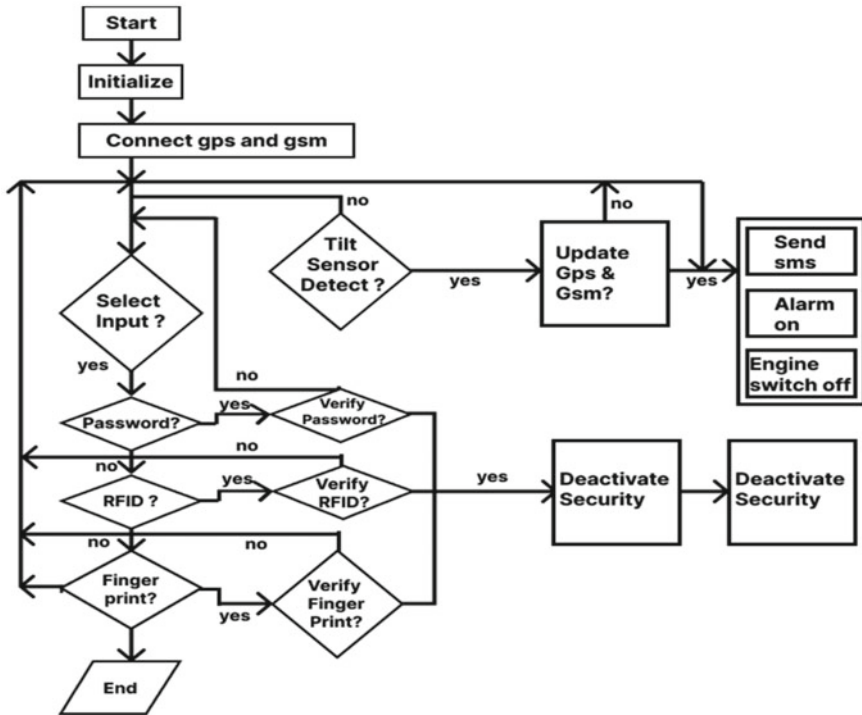 Start
Initialize
Connect gps and gsm
no
no
Tilt
Sensor
Detect ?
yes
Update
Gps &
Gsm?
yes
Send
sms
Alarm
on
Engine
switch off
Select
Input ?
yes
no
Password?
yes
Verify
Password?
no
no
RFID ?
yes
Verify
RFID?
yes
Deactivate
Security
Deactivate
Security
no
no
Finger
print?
yes
Verify
Finger
Print?
End